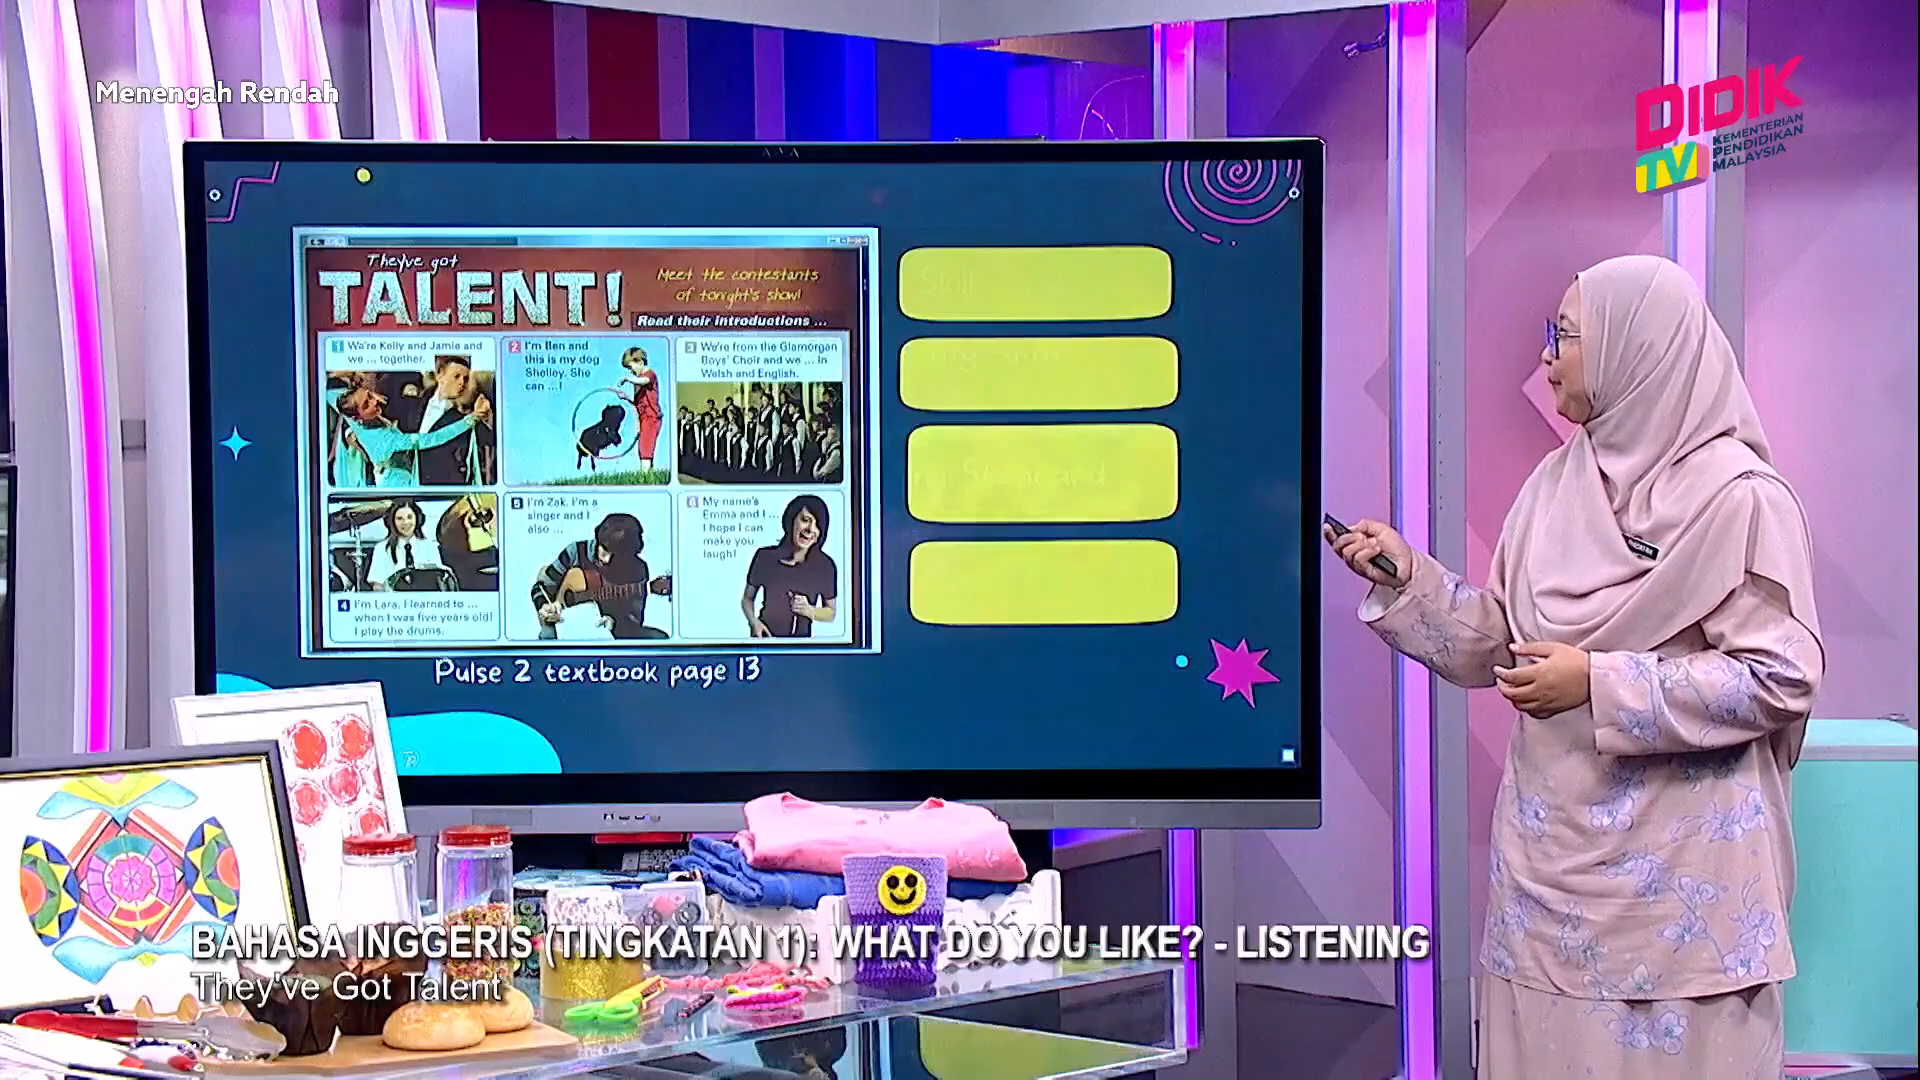 Menengah Rendah
DIDIK
TV
KEMENTERIAN
PENDIDIKAN
MALAYSIA
They've got
TALENT!
Meet the contestants
of tonight's show!
Read their introductions ...
1 We're Kelly and Jamie and
we ... together.
2 I'm Ben and
this is my dog
Shelley. She
can ...!
3 We're from the Glamorgan
Boys' Choir and we ... in
Welsh and English.
4 I'm Lara. I learned to ...
when I was five years old!
I play the drums.
5 I'm Zak. I'm a
singer and I
also ...
6 My name's
Emma and I ...
I hope I can
make you
laugh!
Pulse 2 textbook page 13
Skill
BAHASA INGGERIS (TINGKATAN 1): WHAT DO YOU LIKE? - LISTENING
They've Got Talent